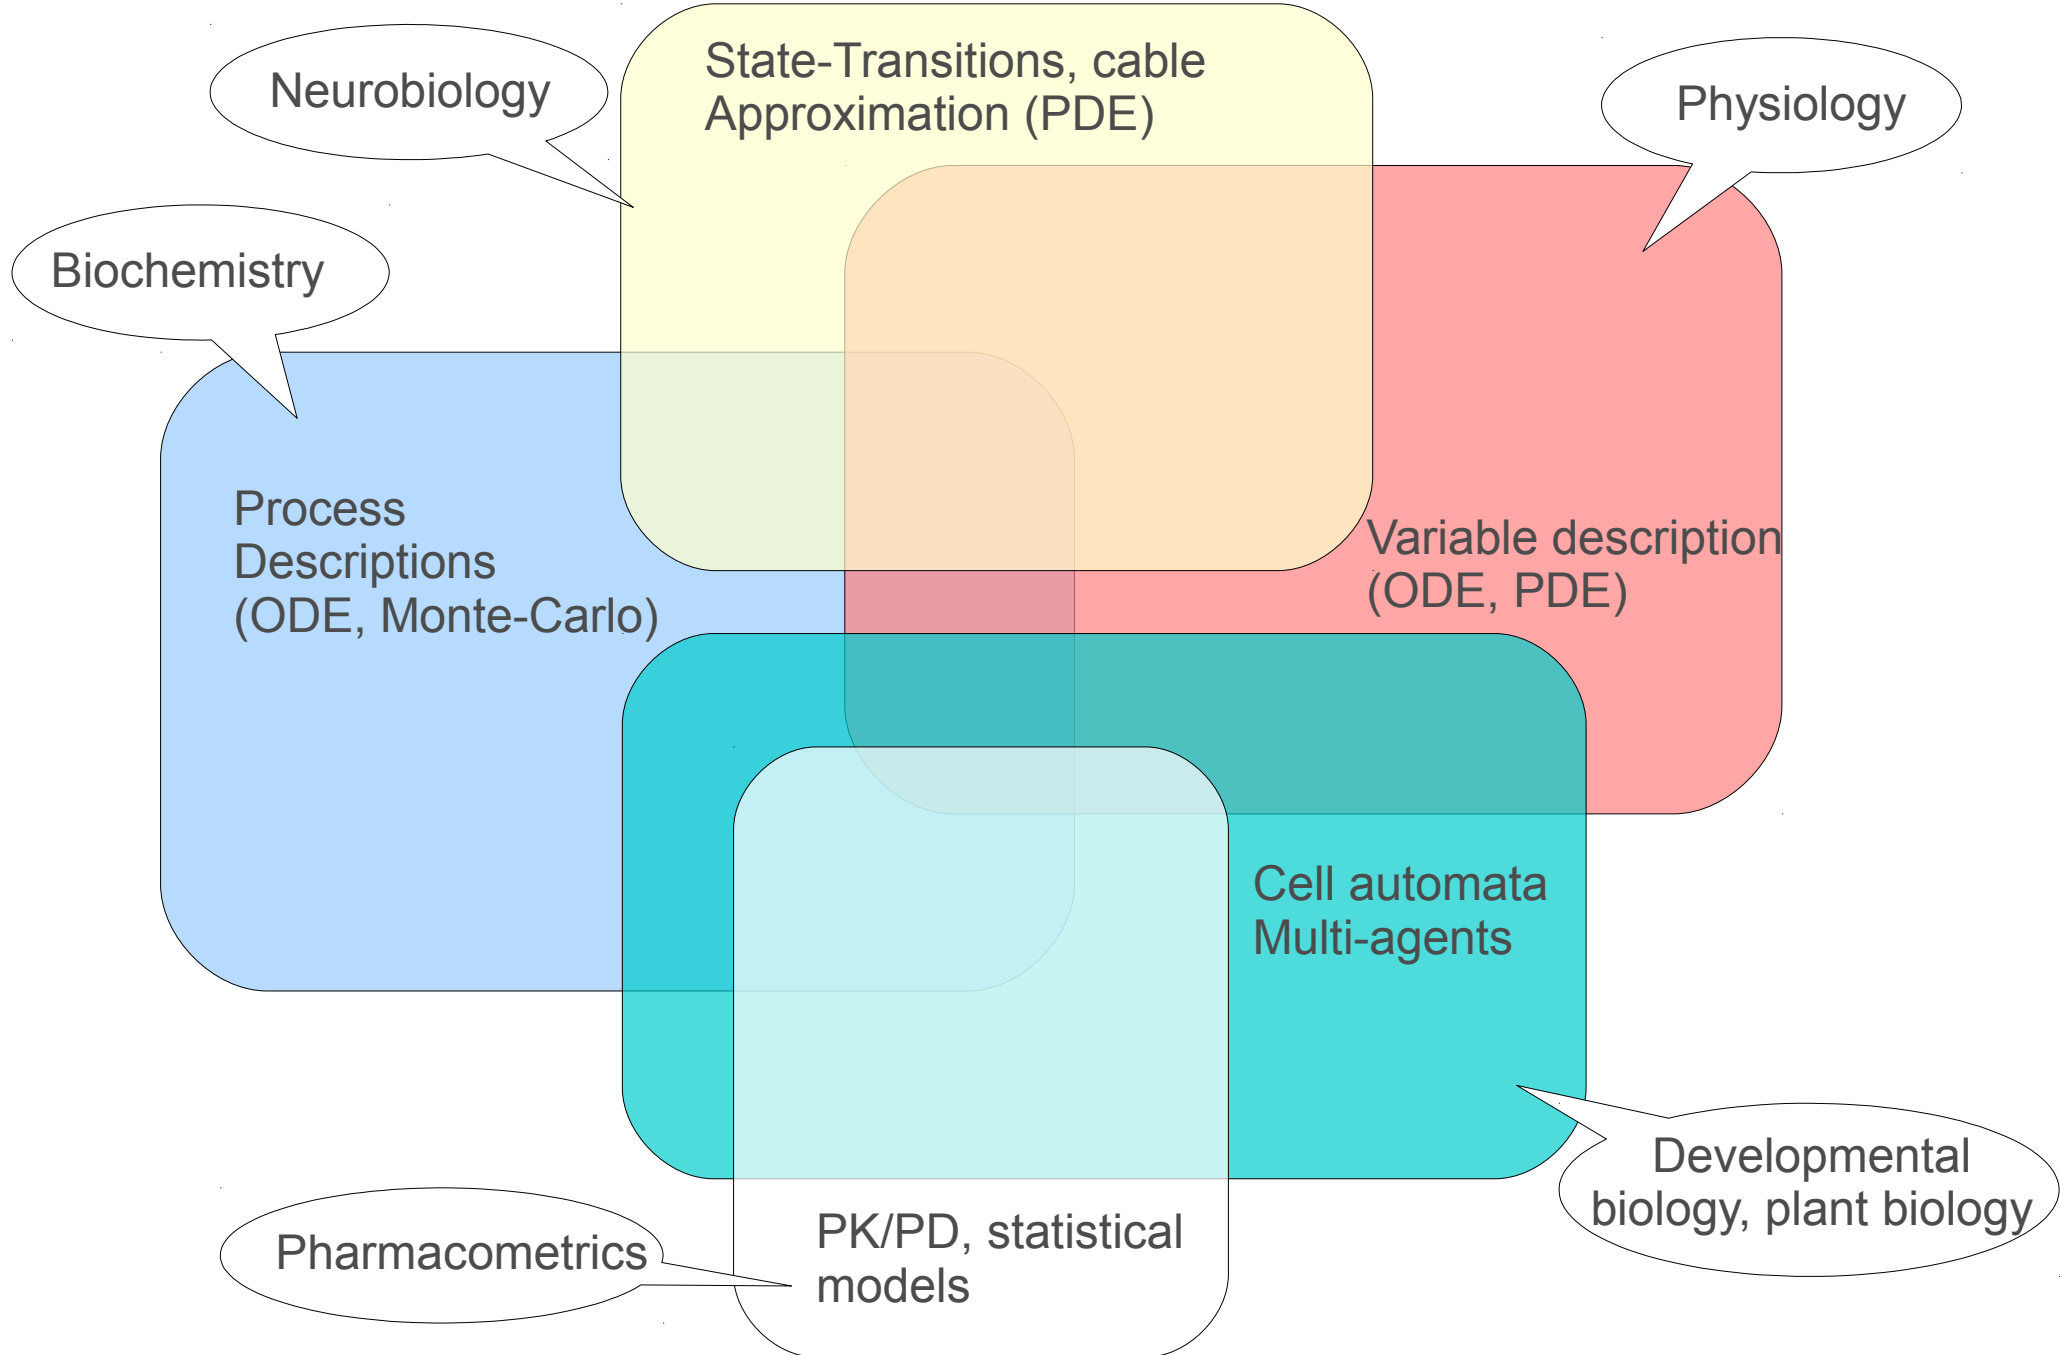 Neurobiology
State-Transitions, cable
Approximation (PDE)
Physiology
Biochemistry
Process
Descriptions
(ODE, Monte-Carlo)
Variable description
(ODE, PDE)
Cell automata
Multi-agents
Developmental
biology, plant biology
Pharmacometrics
PK/PD, statistical
models